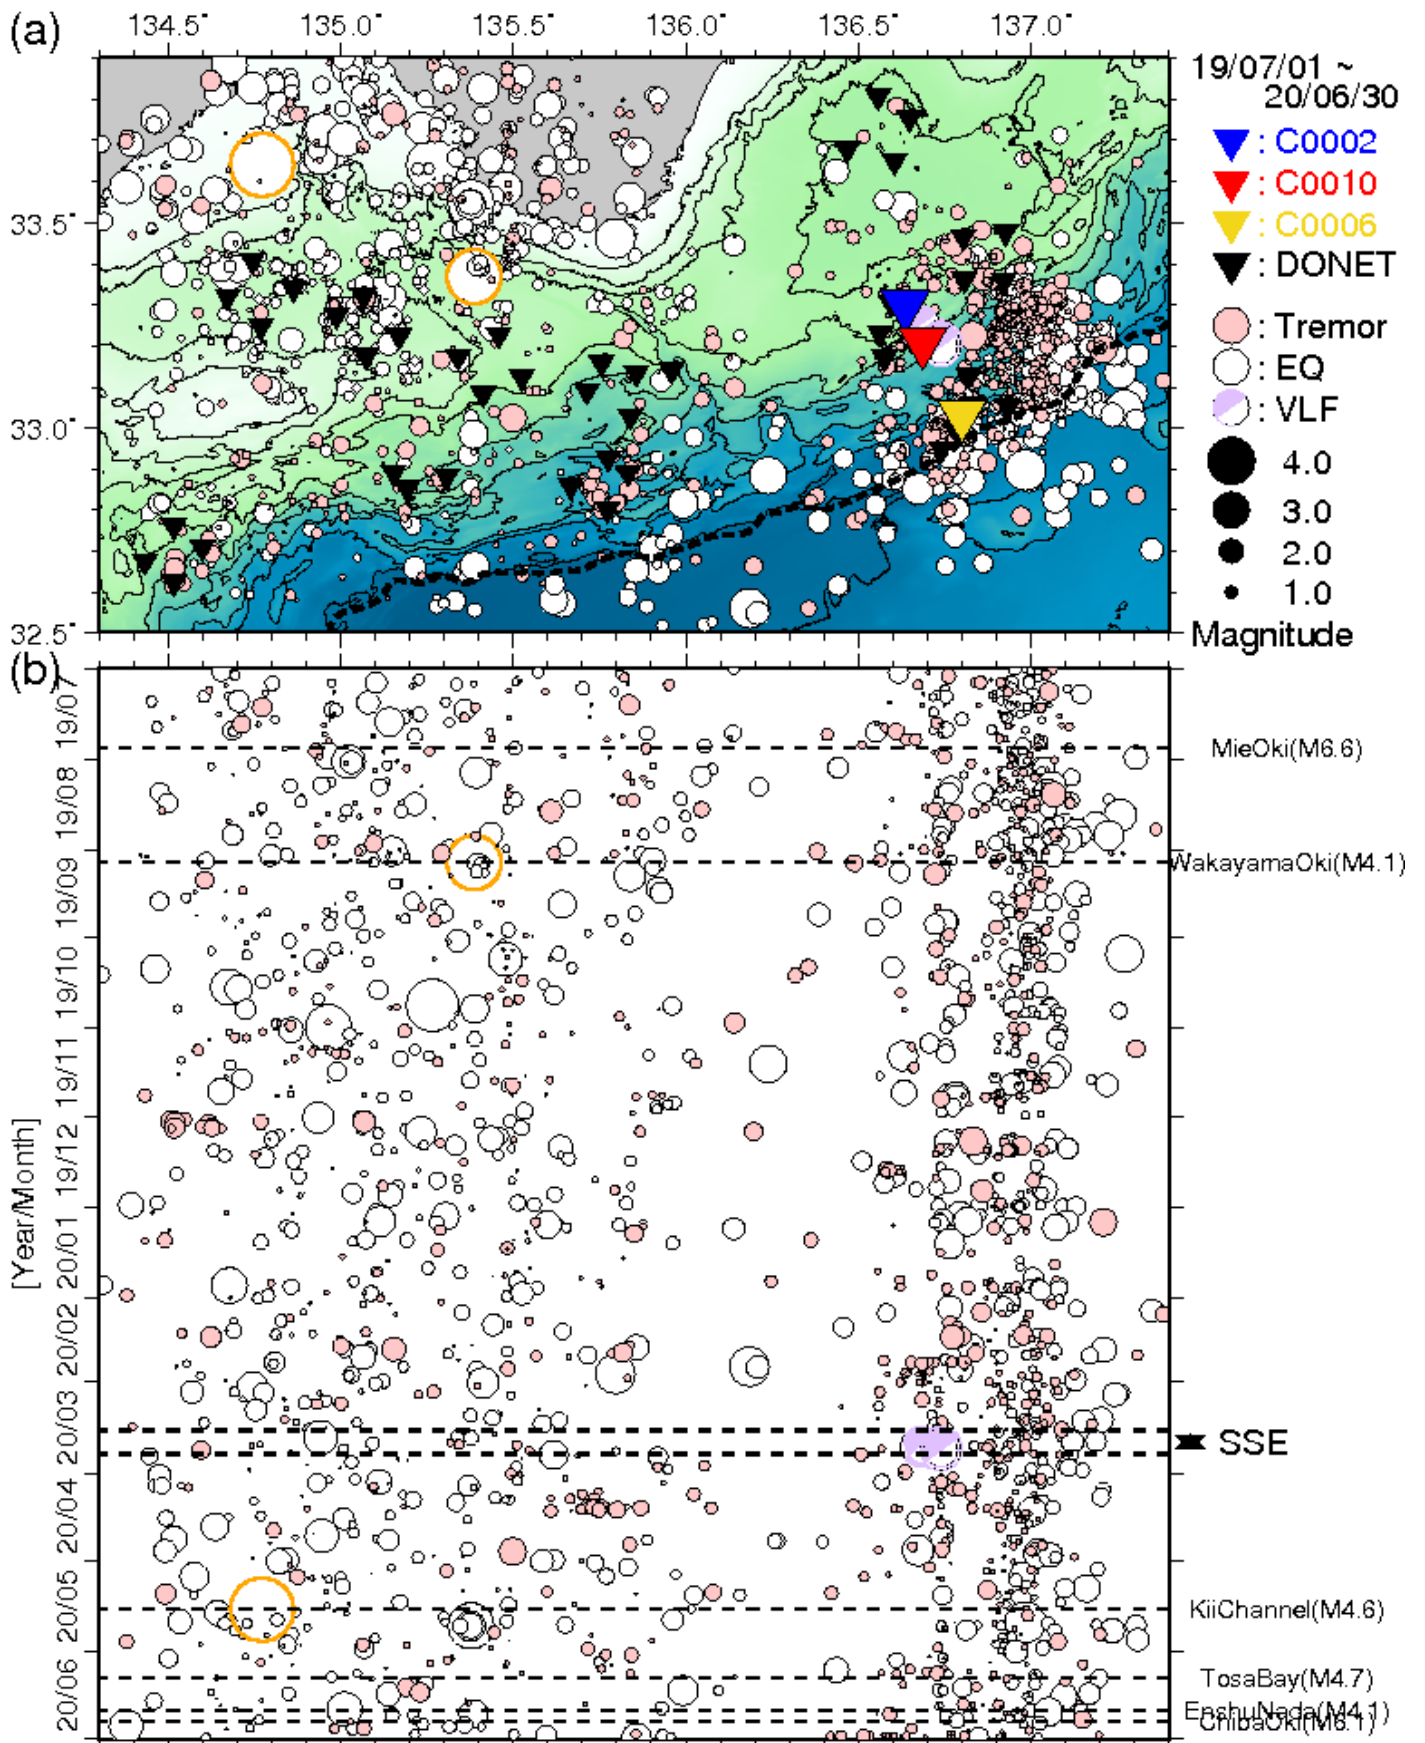 (a)
134.5° 135.0° 135.5° 136.0° 136.5° 137.0°
33.5°
33.0°
32.5°
19/07/01 ~
20/06/30
: C0002
: C0010
: C0006
: DONET
: Tremor
: EQ
: VLF
4.0
3.0
2.0
1.0
Magnitude
(b)
[Year/Month]
19/07
19/08
19/09
19/10
19/11
19/12
20/01
20/02
20/03
20/04
20/05
20/06
MieOki(M6.6)
WakayamaOki(M4.1)
SSE
KiiChannel(M4.6)
TosaBay(M4.7)
EnshuNada(M4.1)
ChibaOki(M6.1)